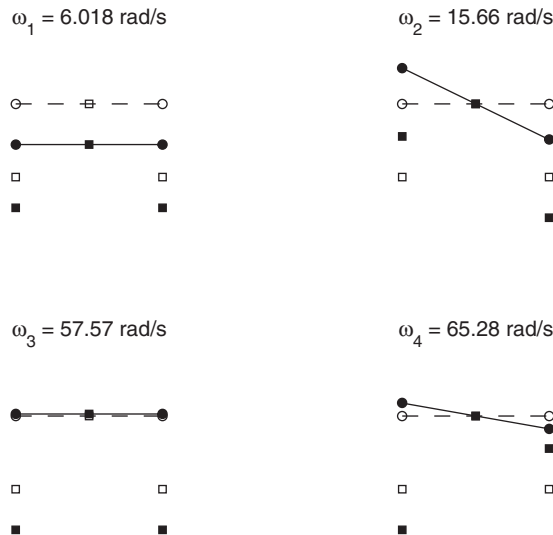 ω₁ = 6.018 rad/s
ω₂ = 15.66 rad/s
ω₃ = 57.57 rad/s
ω₄ = 65.28 rad/s